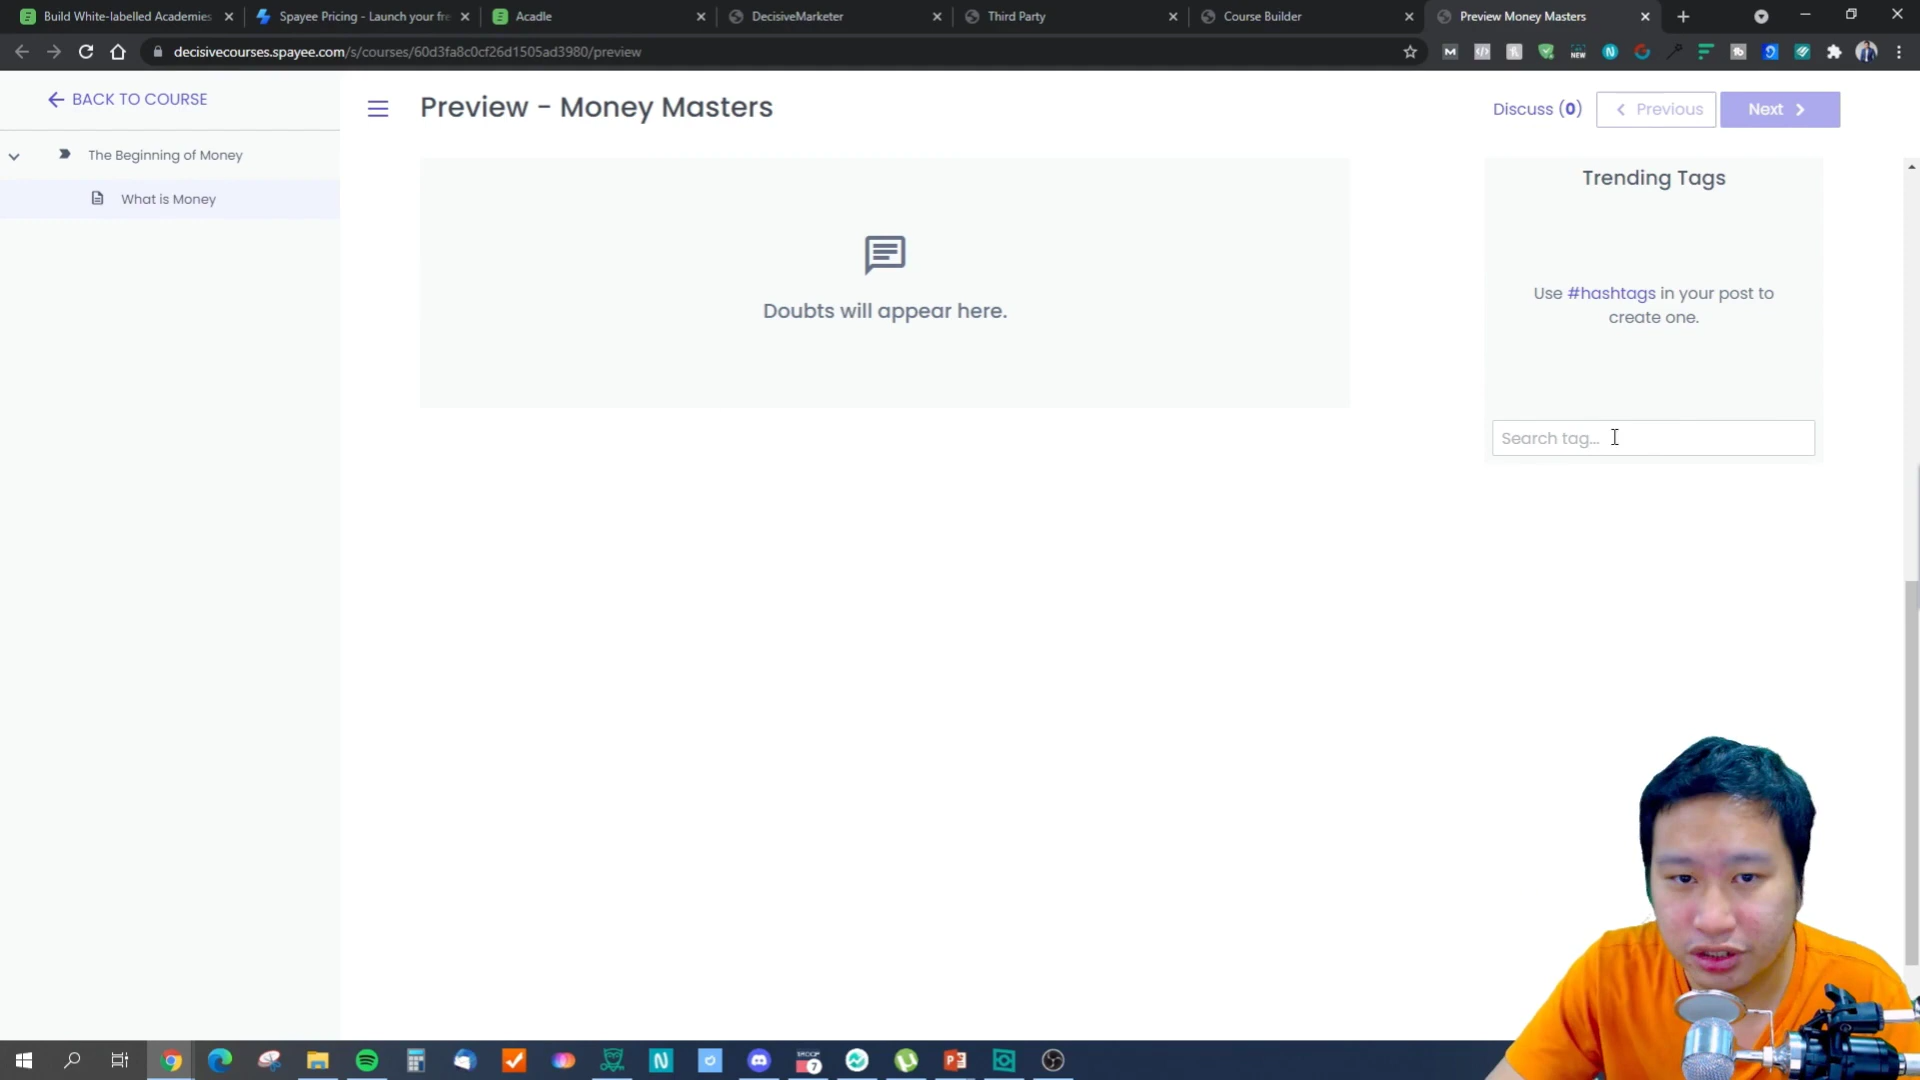 Build White-labelled Academies
Spayee Pricing - Launch your fre
Acadle
DecisiveMarketer
Third Party
Course Builder
Preview Money Masters
decisivecourses.spayee.com/s/courses/60d3fa8c0cf26d1505ad3980/preview
BACK TO COURSE
Preview - Money Masters
Discuss (0)
Previous
Next
The Beginning of Money
What is Money
Trending Tags
Use #hashtags in your post to
create one.
Doubts will appear here.
Search tag...